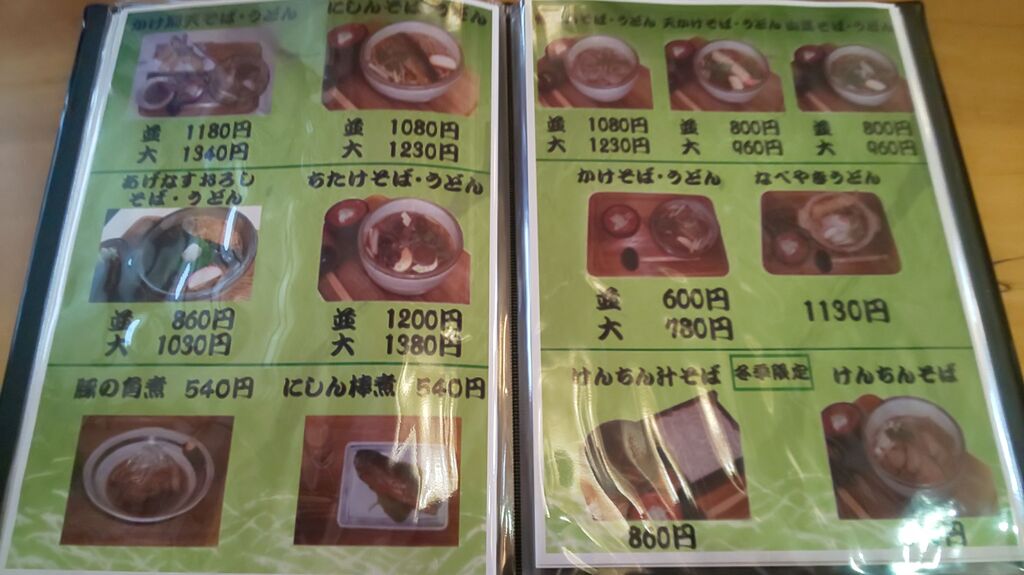 かけ
天そば・うどん
並 1180円
大 1340円
にしんそば・うどん
並 1080円
大 1230円
あげなすおろし
そば・うどん
並 860円
大 1030円
ちたけそば・うどん
並 1200円
大 1380円
豚の角煮 540円
にしん棒煮 540円
そば・うどん
並 1080円
大 1230円
天かけそば・うどん
並 800円
大 960円
山菜そば・うどん
並 800円
大 960円
かけそば・うどん
並 600円
大 780円
なべやきうどん
1130円
けんちん汁そば
860円
冬季限定
けんちんそば
円